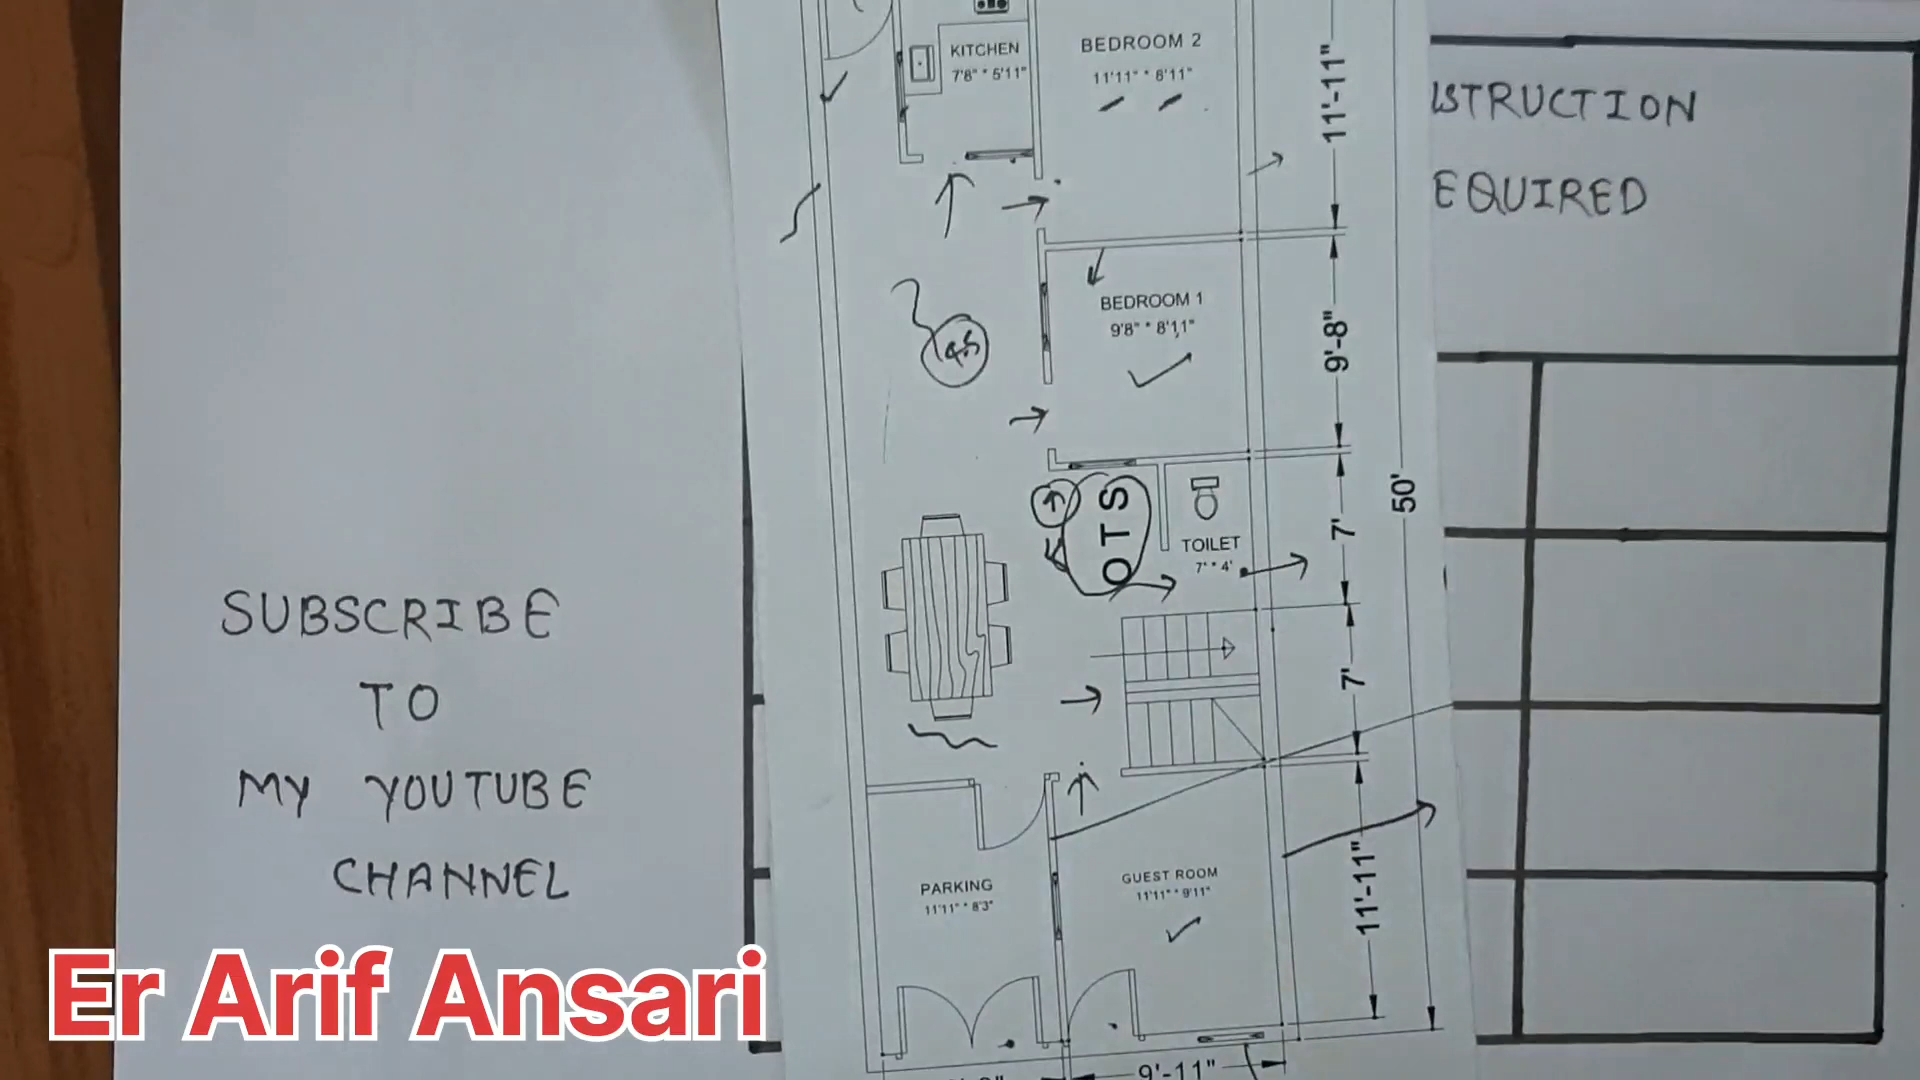 KITCHEN
7'8" * 5'11"
BEDROOM 2
11'11" * 8'11"
11'-11"
STRUCTION
EQUIRED
BEDROOM 1
9'8" * 8'11"
9'-8"
50'
OTS
TOILET
7' * 4'
7'
SUBSCRIBE
TO
MY YOUTUBE
CHANNEL
7'
PARKING
11'11" * 8'3"
GUEST ROOM
11'11" * 9'11"
11'-11"
Er Arif Ansari
9'-11"